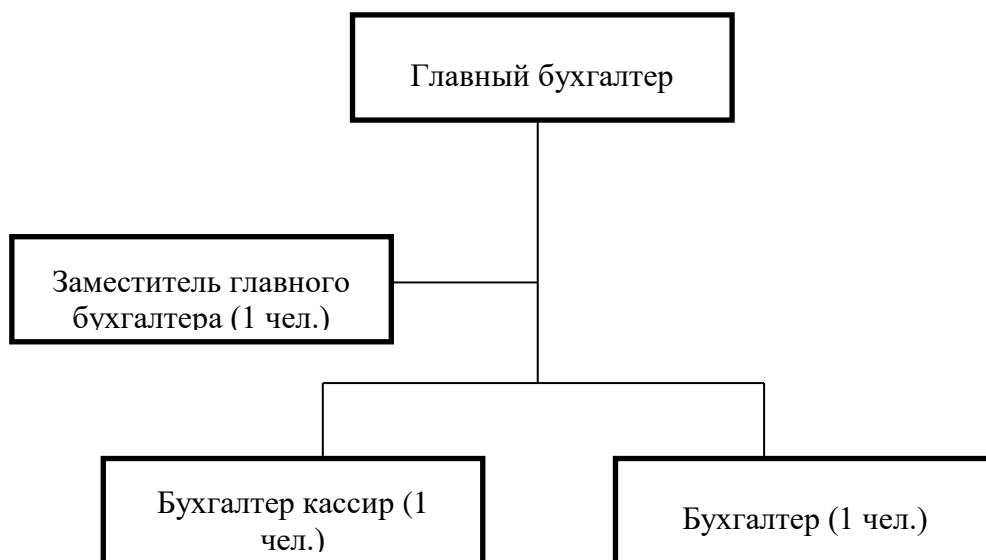 Главный бухгалтер
Заместитель главного
бухгалтера (1 чел.)
Бухгалтер кассир (1
чел.)
Бухгалтер (1 чел.)